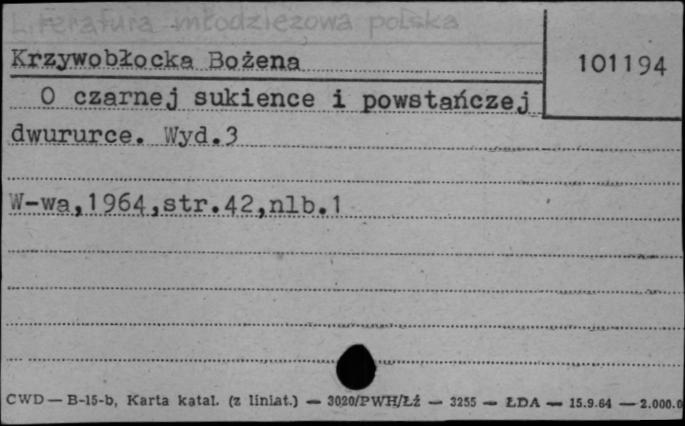 Literatura młodzieżowa polska
Krzywobłocka Bożena
101194
O czarnej sukience i powstańczej
dwururce. Wyd.3
W-wa,1964,str.42,nlb.1
CWD — B-15-b, Karta katal. (z liniat.) — 3020/PWH/Łź — 3255 — ŁDA — 15.9.64 — 2.000.0